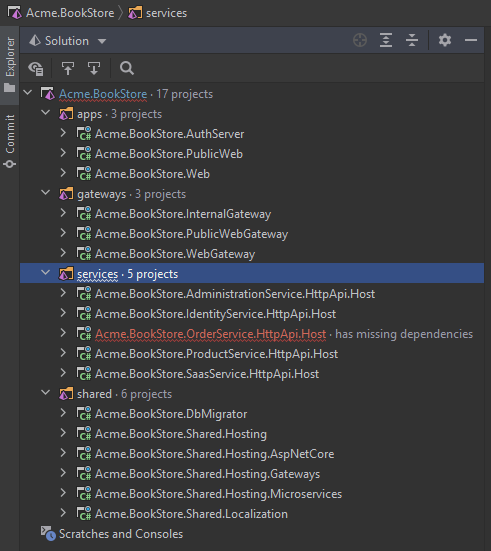 Acme.BookStore services
Explorer
Commit
Solution
Acme.BookStore · 17 projects
apps · 3 projects
C# Acme.BookStore.AuthServer
C# Acme.BookStore.PublicWeb
C# Acme.BookStore.Web
gateways · 3 projects
C# Acme.BookStore.InternalGateway
C# Acme.BookStore.PublicWebGateway
C# Acme.BookStore.WebGateway
services · 5 projects
C# Acme.BookStore.AdministrationService.HttpApi.Host
C# Acme.BookStore.IdentityService.HttpApi.Host
C# Acme.BookStore.OrderService.HttpApi.Host · has missing dependencies
C# Acme.BookStore.ProductService.HttpApi.Host
C# Acme.BookStore.SaasService.HttpApi.Host
shared · 6 projects
C# Acme.BookStore.DbMigrator
C# Acme.BookStore.Shared.Hosting
C# Acme.BookStore.Shared.Hosting.AspNetCore
C# Acme.BookStore.Shared.Hosting.Gateways
C# Acme.BookStore.Shared.Hosting.Microservices
C# Acme.BookStore.Shared.Localization
Scratches and Consoles